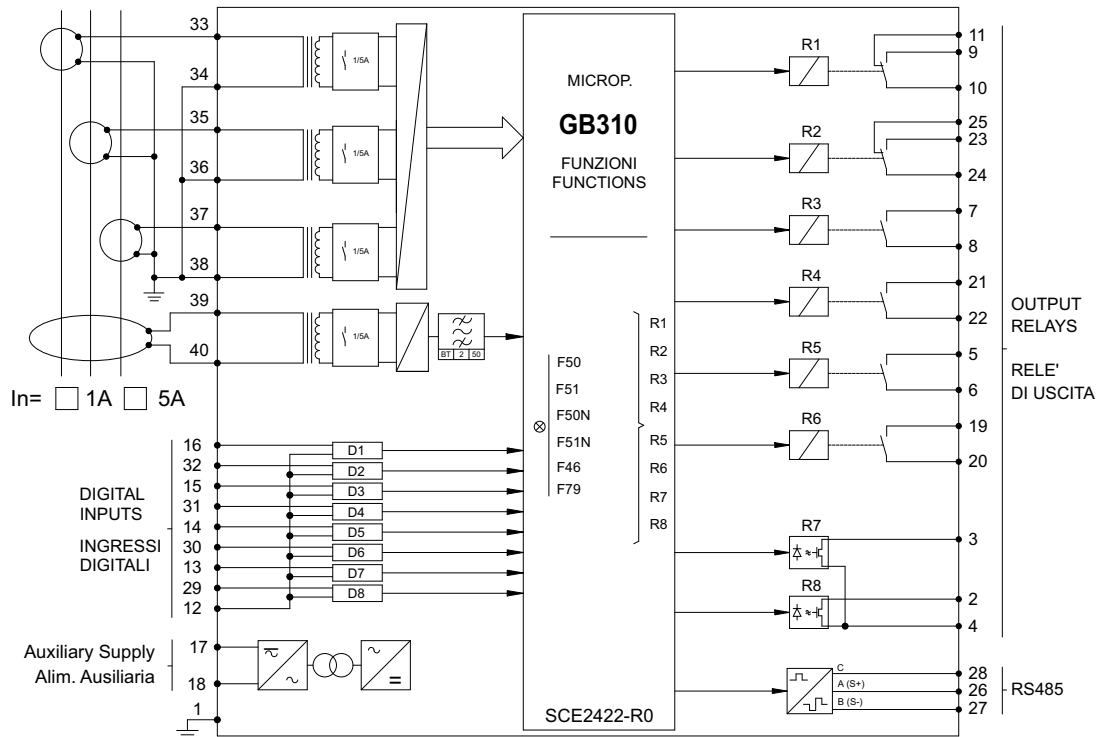 33
34
35
36
37
38
39
40
1/5A
1/5A
1/5A
1/5A
BT 2 50
In= 1A 5A
MICROP.
GB310
FUNZIONI
FUNCTIONS
F50
F51
F50N
F51N
F46
F79
R1
R2
R3
R4
R5
R6
R7
R8
SCE2422-R0
DIGITAL
INPUTS
INGRESSI
DIGITALI
16
32
15
31
14
30
13
29
12
D1
D2
D3
D4
D5
D6
D7
D8
Auxiliary Supply
Alim. Ausiliaria
17
18
1
R1
11
9
10
R2
25
23
24
R3
7
8
R4
21
22
R5
5
6
R6
19
20
R7
3
R8
2
4
OUTPUT
RELAYS
RELE'
DI USCITA
C
A (S+)
B (S-)
28
26
27
RS485